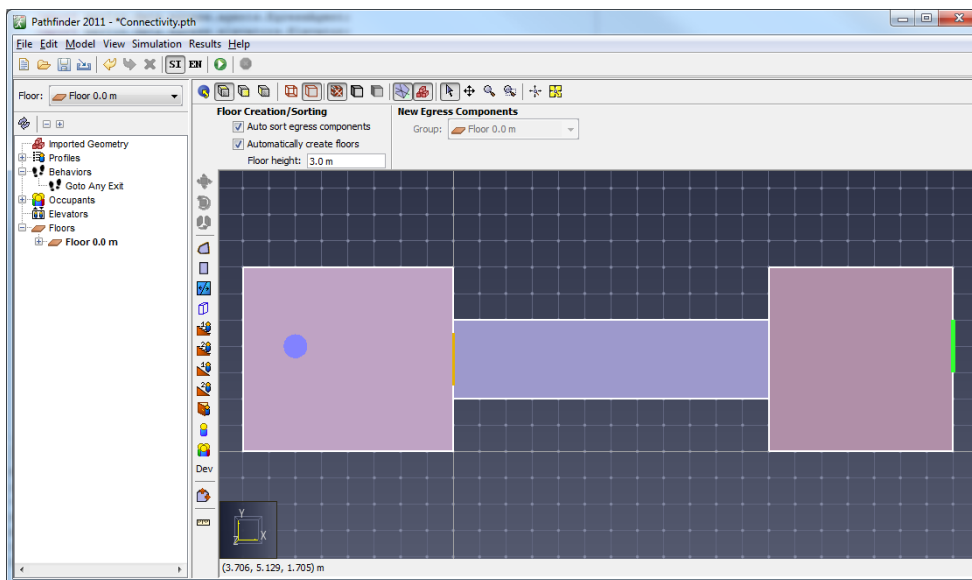 Pathfinder 2011 - *Connectivity.pth
File Edit Model View Simulation Results Help
SI EN
Floor: Floor 0.0 m
Floor Creation/Sorting
New Egress Components
Auto sort egress components
Group: Floor 0.0 m
Automatically create floors
Floor height: 3.0 m
Imported Geometry
Profiles
Behaviors
Goto Any Exit
Occupants
Elevators
Floors
Floor 0.0 m
Dev
Y
Z X
(3.706, 5.129, 1.705) m